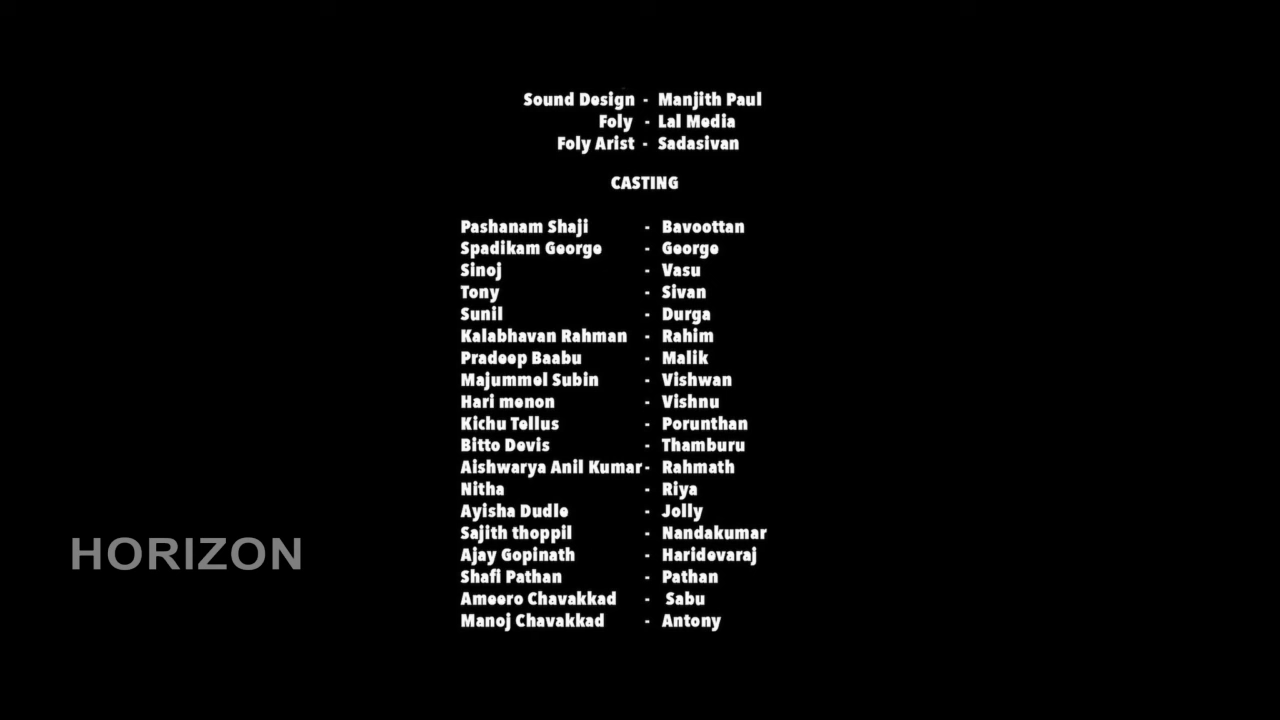 Sound Design - Manjith Paul
Foly - Lal Media
Foly Arist - Sadasivan
CASTING
Pashanam Shaji - Bavoottan
Spadikam George - George
Sinoj - Vasu
Tony - Sivan
Sunil - Durga
Kalabhavan Rahman - Rahim
Pradeep Baabu - Malik
Majummel Subin - Vishwan
Hari menon - Vishnu
Kichu Tellus - Porunthan
Bitto Devis - Thamburu
Aishwarya Anil Kumar - Rahmath
Nitha - Riya
Ayisha Dudle - Jolly
Sajith thoppil - Nandakumar
Ajay Gopinath - Haridevaraj
Shafi Pathan - Pathan
Ameero Chavakkad - Sabu
Manoj Chavakkad - Antony
HORIZON